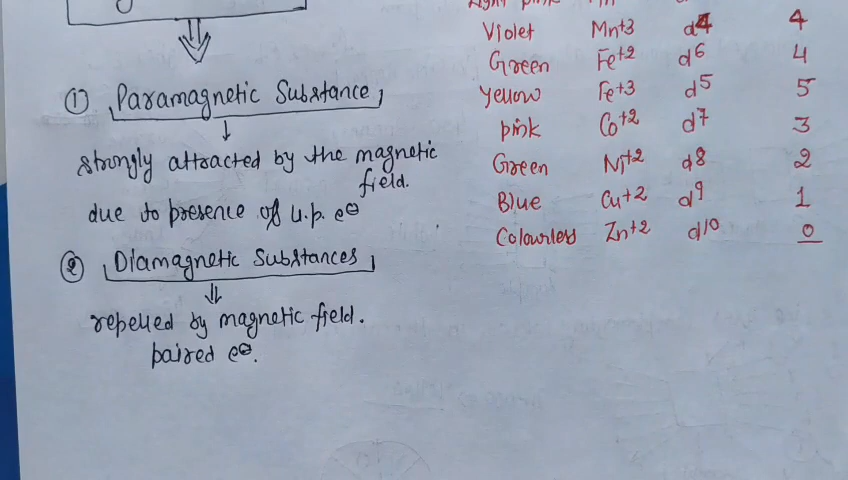 Violet Mn+3 d4 4
Green Fe+2 d6 4
Yellow Fe+3 d5 5
pink Co+2 d7 3
Green Ni+2 d8 2
Blue Cu+2 d9 1
Colourless Zn+2 d10 0
① Paramagnetic Substance
strongly attracted by the magnetic
field.
due to presence of u.p. e⊖
② Diamagnetic Substances
repelled by magnetic field.
paired e⊖.